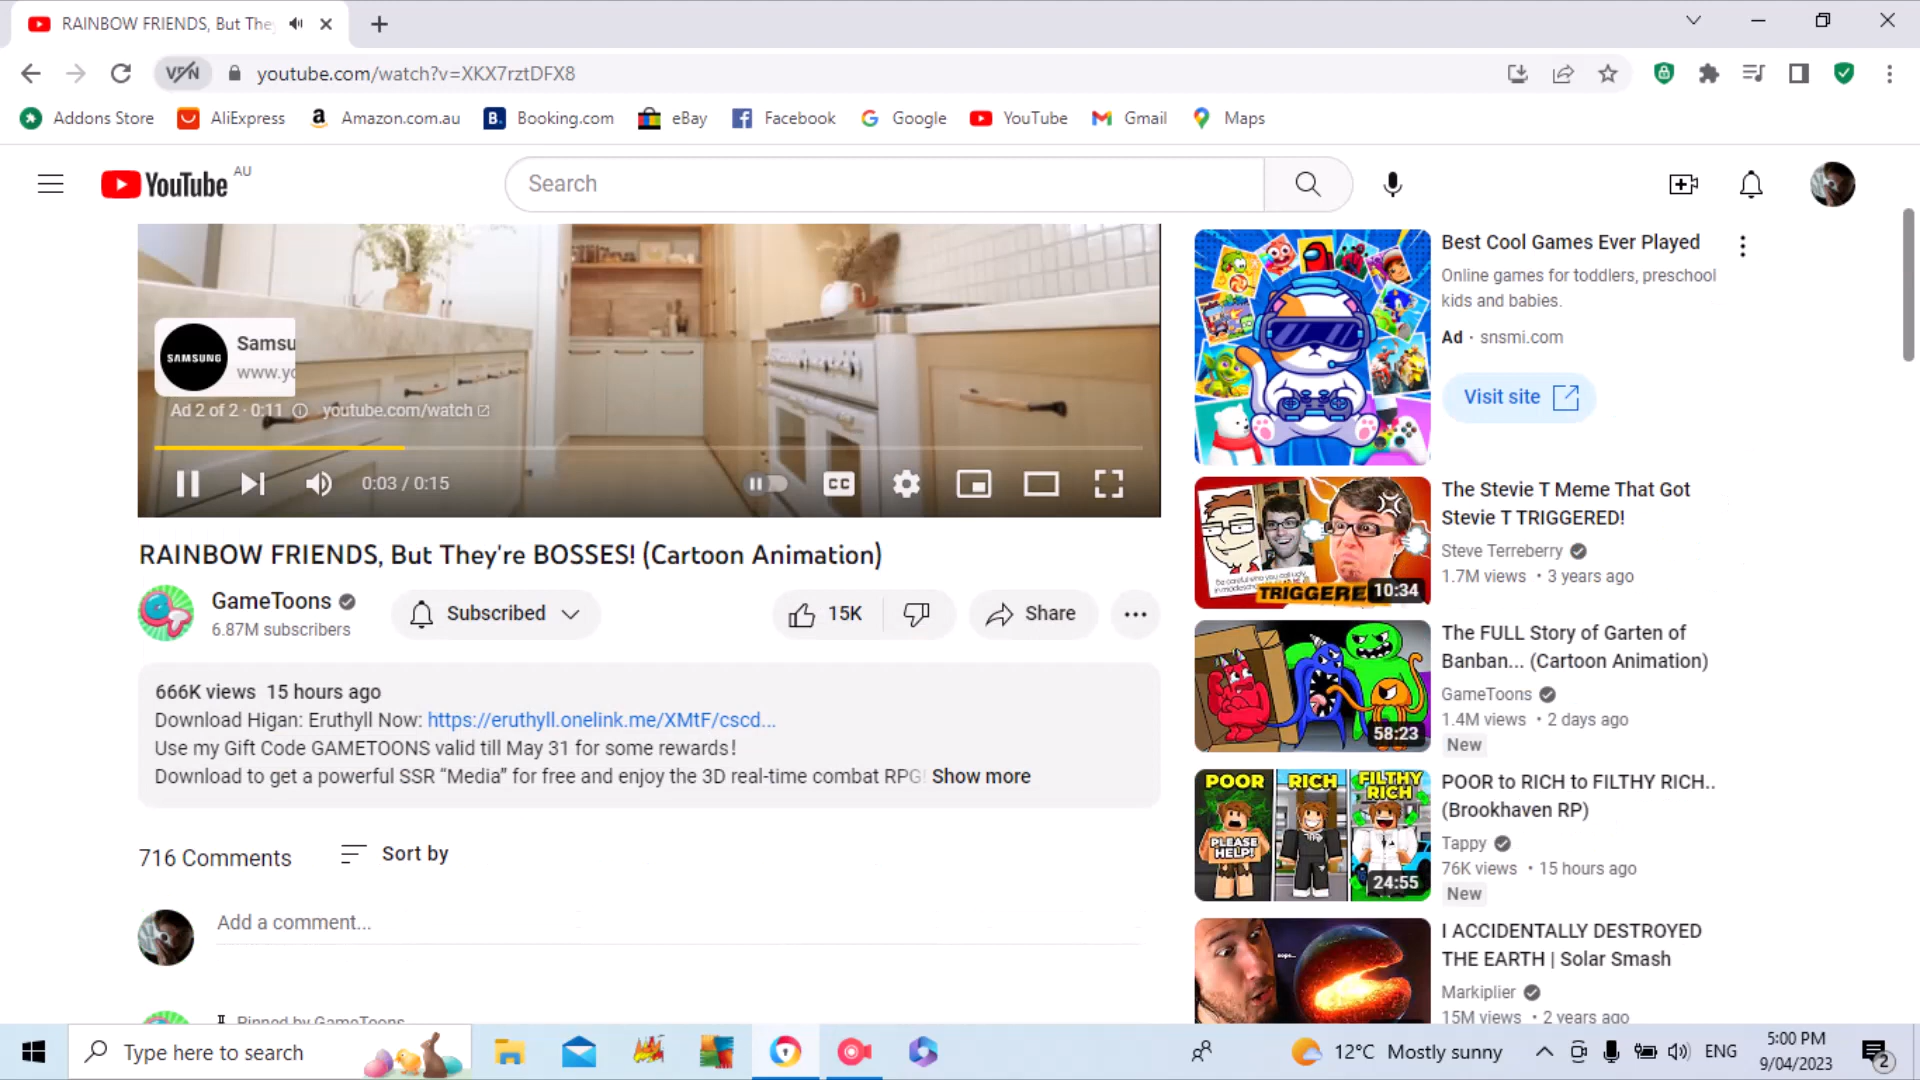 RAINBOW FRIENDS, But The
VPN
youtube.com/watch?v=XKX7rztDFX8
Addons Store
AliExpress
Amazon.com.au
B. Booking.com
eBay
Facebook
Google
YouTube
Gmail
Maps
YouTube AU
Search
SAMSUNG
Samsu
www.yo
Ad 2 of 2 · 0:11
youtube.com/watch
0:03 / 0:15
CC
RAINBOW FRIENDS, But They're BOSSES! (Cartoon Animation)
GameToons
6.87M subscribers
Subscribed
15K
Share
666K views 15 hours ago
Download Higan: Eruthyll Now: https://eruthyll.onelink.me/XMtF/cscd...
Use my Gift Code GAMETOONS valid till May 31 for some rewards!
Download to get a powerful SSR “Media” for free and enjoy the 3D real-time combat RPG! Show more
716 Comments
Sort by
Add a comment...
Pinned by GameToons
Best Cool Games Ever Played
Online games for toddlers, preschool
kids and babies.
Ad · snsmi.com
Visit site
TRIGGERE
10:34
The Stevie T Meme That Got
Stevie T TRIGGERED!
Steve Terreberry
1.7M views • 3 years ago
58:23
The FULL Story of Garten of
Banban... (Cartoon Animation)
GameToons
1.4M views • 2 days ago
New
POOR RICH FILTHY
RICH
PLEASE
HELP!
24:55
POOR to RICH to FILTHY RICH..
(Brookhaven RP)
Tappy
76K views • 15 hours ago
New
oops...
I ACCIDENTALLY DESTROYED
THE EARTH | Solar Smash
Markiplier
15M views • 2 years ago
Type here to search
12°C Mostly sunny
ENG
5:00 PM
9/04/2023
2